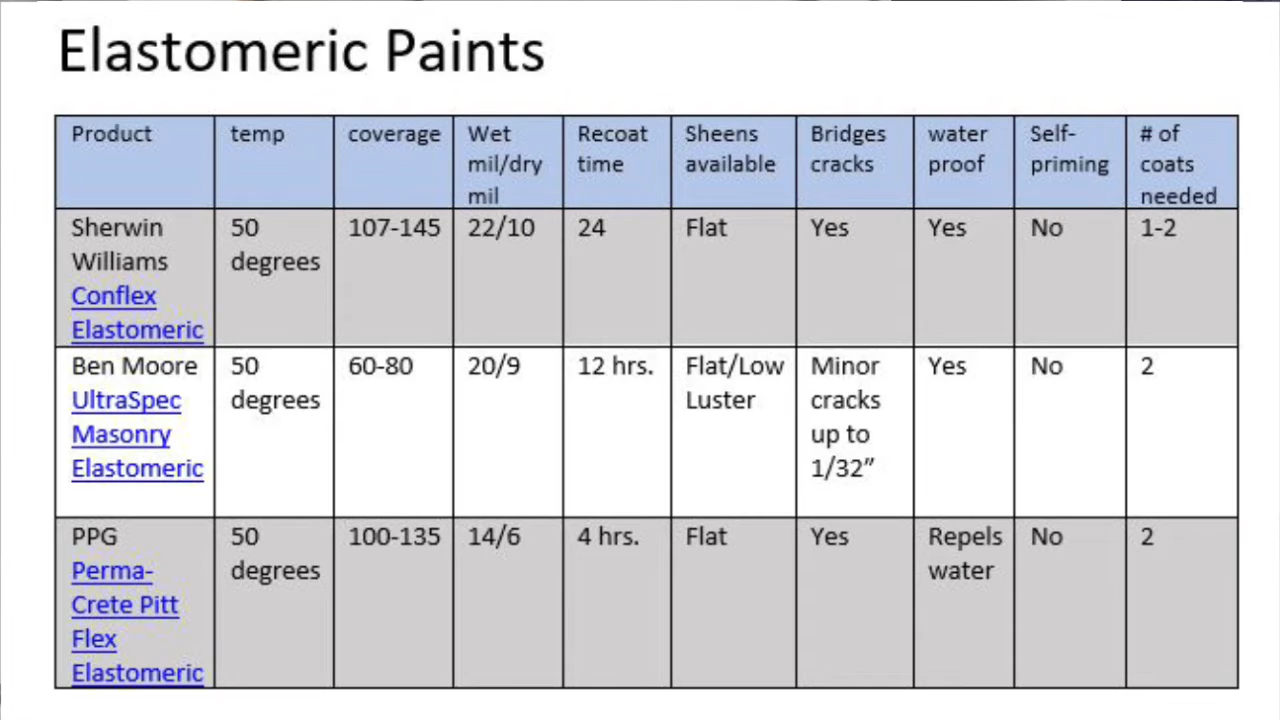 Elastomeric Paints
Product temp coverage Wet mil/dry mil Recoat time Sheens available Bridges cracks water proof Self-priming # of coats needed
Sherwin Williams Conflex Elastomeric 50 degrees 107-145 22/10 24 Flat Yes Yes No 1-2
Ben Moore UltraSpec Masonry Elastomeric 50 degrees 60-80 20/9 12 hrs. Flat/Low Luster Minor cracks up to 1/32” Yes No 2
PPG Perma-Crete Pitt Flex Elastomeric 50 degrees 100-135 14/6 4 hrs. Flat Yes Repels water No 2